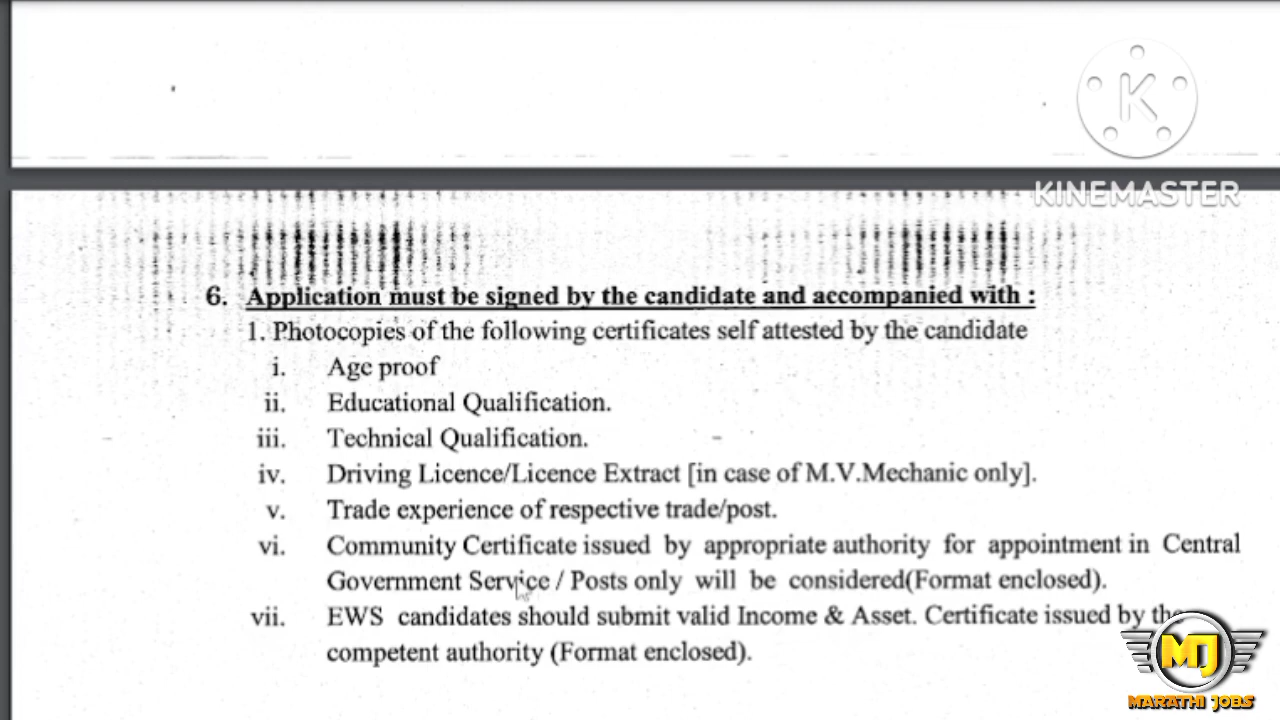 K
KINEMASTER
6. Application must be signed by the candidate and accompanied with :
1. Photocopies of the following certificates self attested by the candidate
i. Age proof
ii. Educational Qualification.
iii. Technical Qualification.
iv. Driving Licence/Licence Extract [in case of M.V.Mechanic only].
v. Trade experience of respective trade/post.
vi. Community Certificate issued by appropriate authority for appointment in Central
Government Service / Posts only will be considered(Format enclosed).
vii. EWS candidates should submit valid Income & Asset. Certificate issued by the
competent authority (Format enclosed).
MJ
MARATHI JOBS